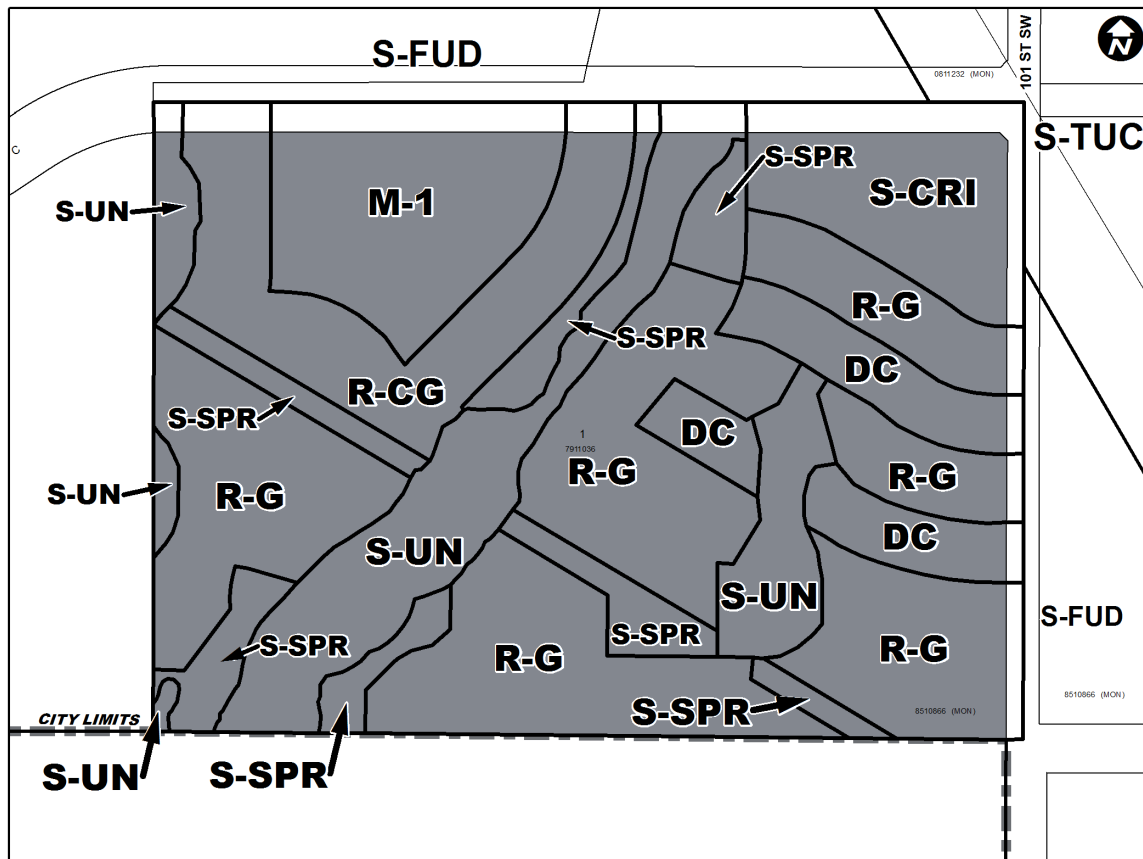 S-FUD
101 ST SW
N
0811232 (MON)
S-TUC
C
S-SPR
M-1
S-CRI
S-UN
R-G
S-SPR
DC
R-CG
S-SPR
DC
1
7911036
R-G
R-G
S-UN
R-G
DC
S-UN
S-UN
S-FUD
S-SPR
S-SPR
R-G
R-G
8510866 (MON)
S-SPR
8510866 (MON)
CITY LIMITS
S-UN
S-SPR